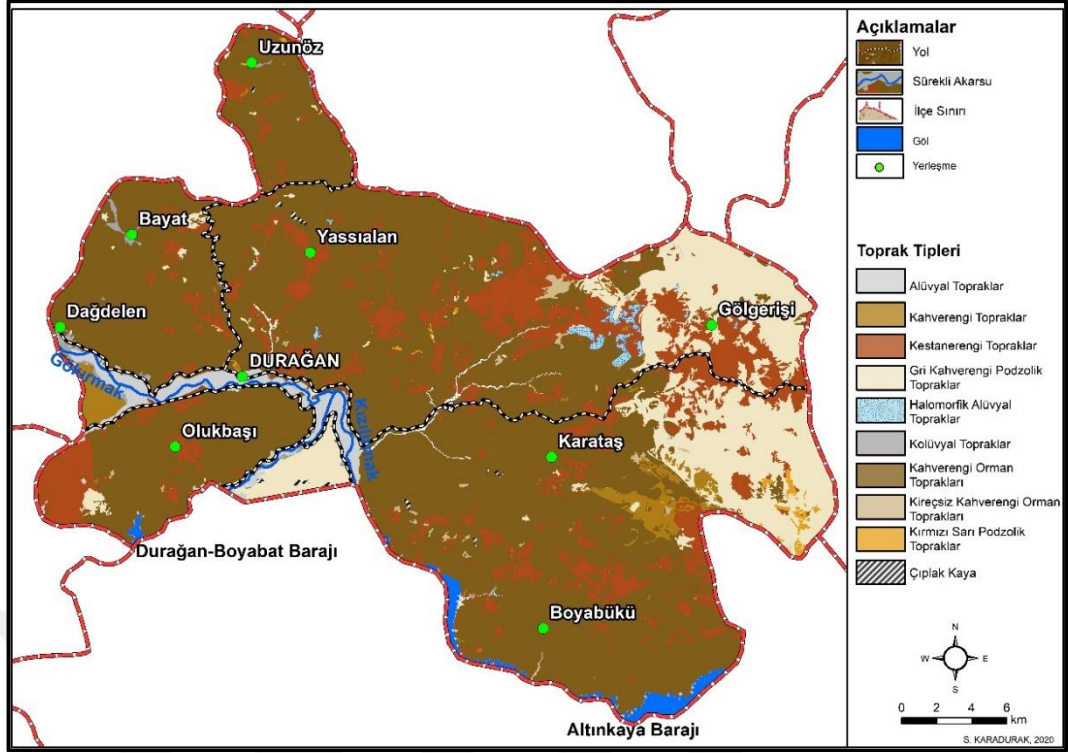 Uzunöz
Bayat
Yassıalan
Dağdelen
Gölgerişi
DURAĞAN
Gökırmak
Kızılırmak
Olukbaşı
Karataş
Durağan-Boyabat Barajı
Boyabükü
Altınkaya Barajı
Açıklamalar
Yol
Sürekli Akarsu
İlçe Sınırı
Göl
Yerleşme
Toprak Tipleri
Alüvyal Topraklar
Kahverengi Topraklar
Kestanerengi Topraklar
Gri Kahverengi Podzolik
Topraklar
Halomorfik Alüvyal
Topraklar
Kolüvyal Topraklar
Kahverengi Orman
Toprakları
Kireçsiz Kahverengi Orman
Toprakları
Kırmızı Sarı Podzolik
Topraklar
Çıplak Kaya
N
W E
S
0 2 4 6
km
S. KARADURAK, 2020